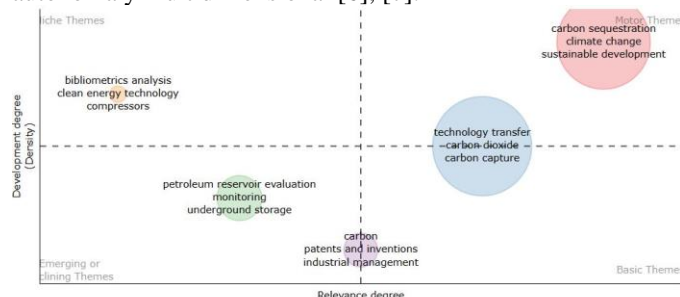 liche Themes
Motor Theme
carbon sequestration
climate change
sustainable development
bibliometrics analysis
clean energy technology
compressors
Development degree
(Density)
technology transfer
carbon dioxide
carbon capture
petroleum reservoir evaluation
monitoring
underground storage
carbon
patents and inventions
industrial management
Emerging or
clining Themes
Basic Theme
Relevance degree